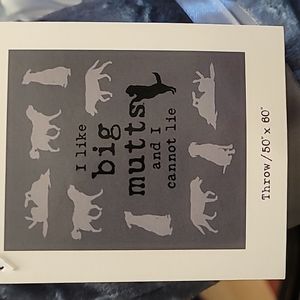 I like
big
mutts
and I
cannot lie
Throw/50" x 60"